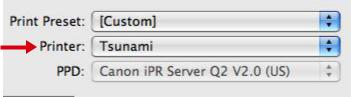 Print Preset: [Custom]
Printer: Tsunami
PPD: Canon iPR Server Q2 V2.0 (US)